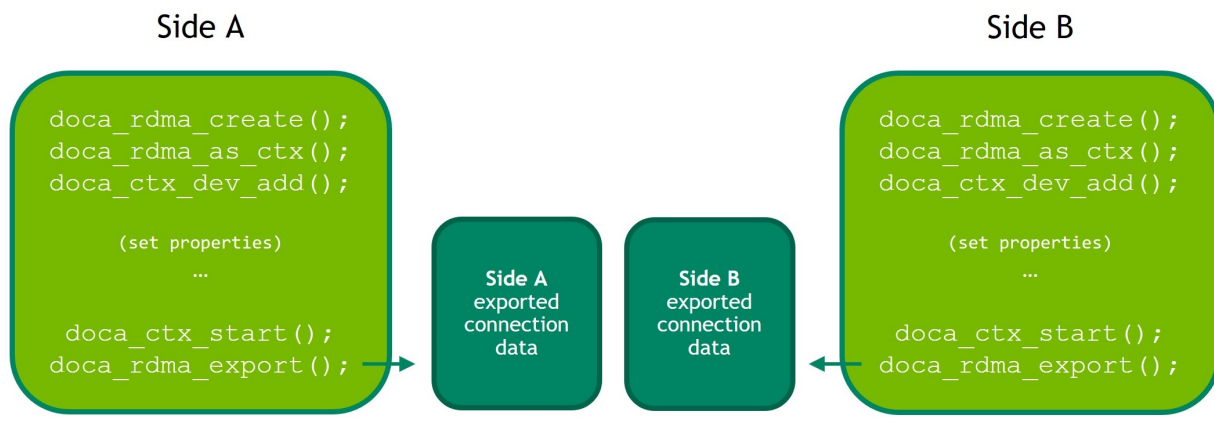 Side A
doca_rdma_create();
doca_rdma_as_ctx();
doca_ctx_dev_add();
(set properties)
…
doca_ctx_start();
doca_rdma_export();
Side A
exported
connection
data
Side B
exported
connection
data
Side B
doca_rdma_create();
doca_rdma_as_ctx();
doca_ctx_dev_add();
(set properties)
…
doca_ctx_start();
doca_rdma_export();